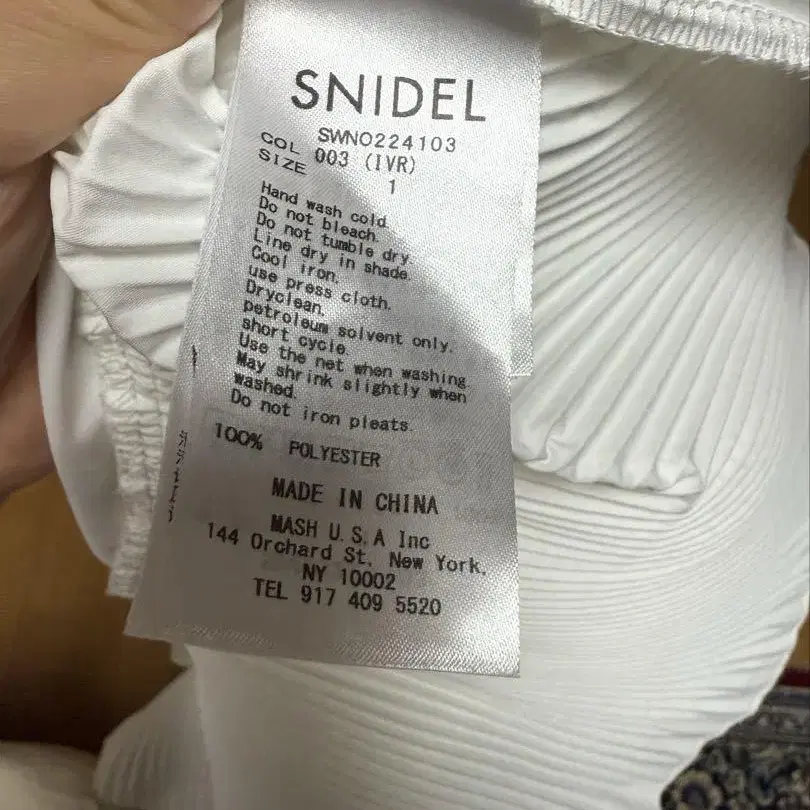 SNIDEL
SWNO224103
COL 003 (IVR)
SIZE 1
Hand wash cold.
Do not bleach.
Do not tumble dry.
Line dry in shade.
Cool iron.
use press cloth.
Dryclean.
petroleum solvent only.
short cycle.
Use the net when washing.
May shrink slightly when
washed.
Do not iron pleats.
100% POLYESTER
MADE IN CHINA
MASH U.S.A Inc
144 Orchard St. New York.
NY 10002
TEL 917 409 5520